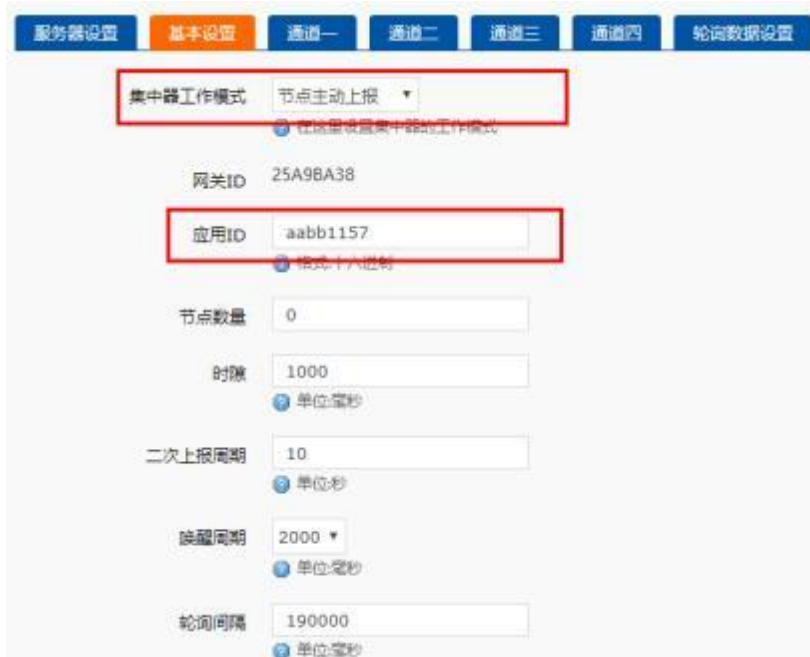 服务器设置 基本设置 通道一 通道二 通道三 通道四 轮询数据设置
集中器工作模式 节点主动上报
在这里设置集中器的工作模式
网关ID 25A9BA38
应用ID aabb1157
格式:十六进制
节点数量 0
时隙 1000
单位:毫秒
二次上报周期 10
单位:秒
唤醒周期 2000
单位:毫秒
轮询间隔 190000
单位:毫秒